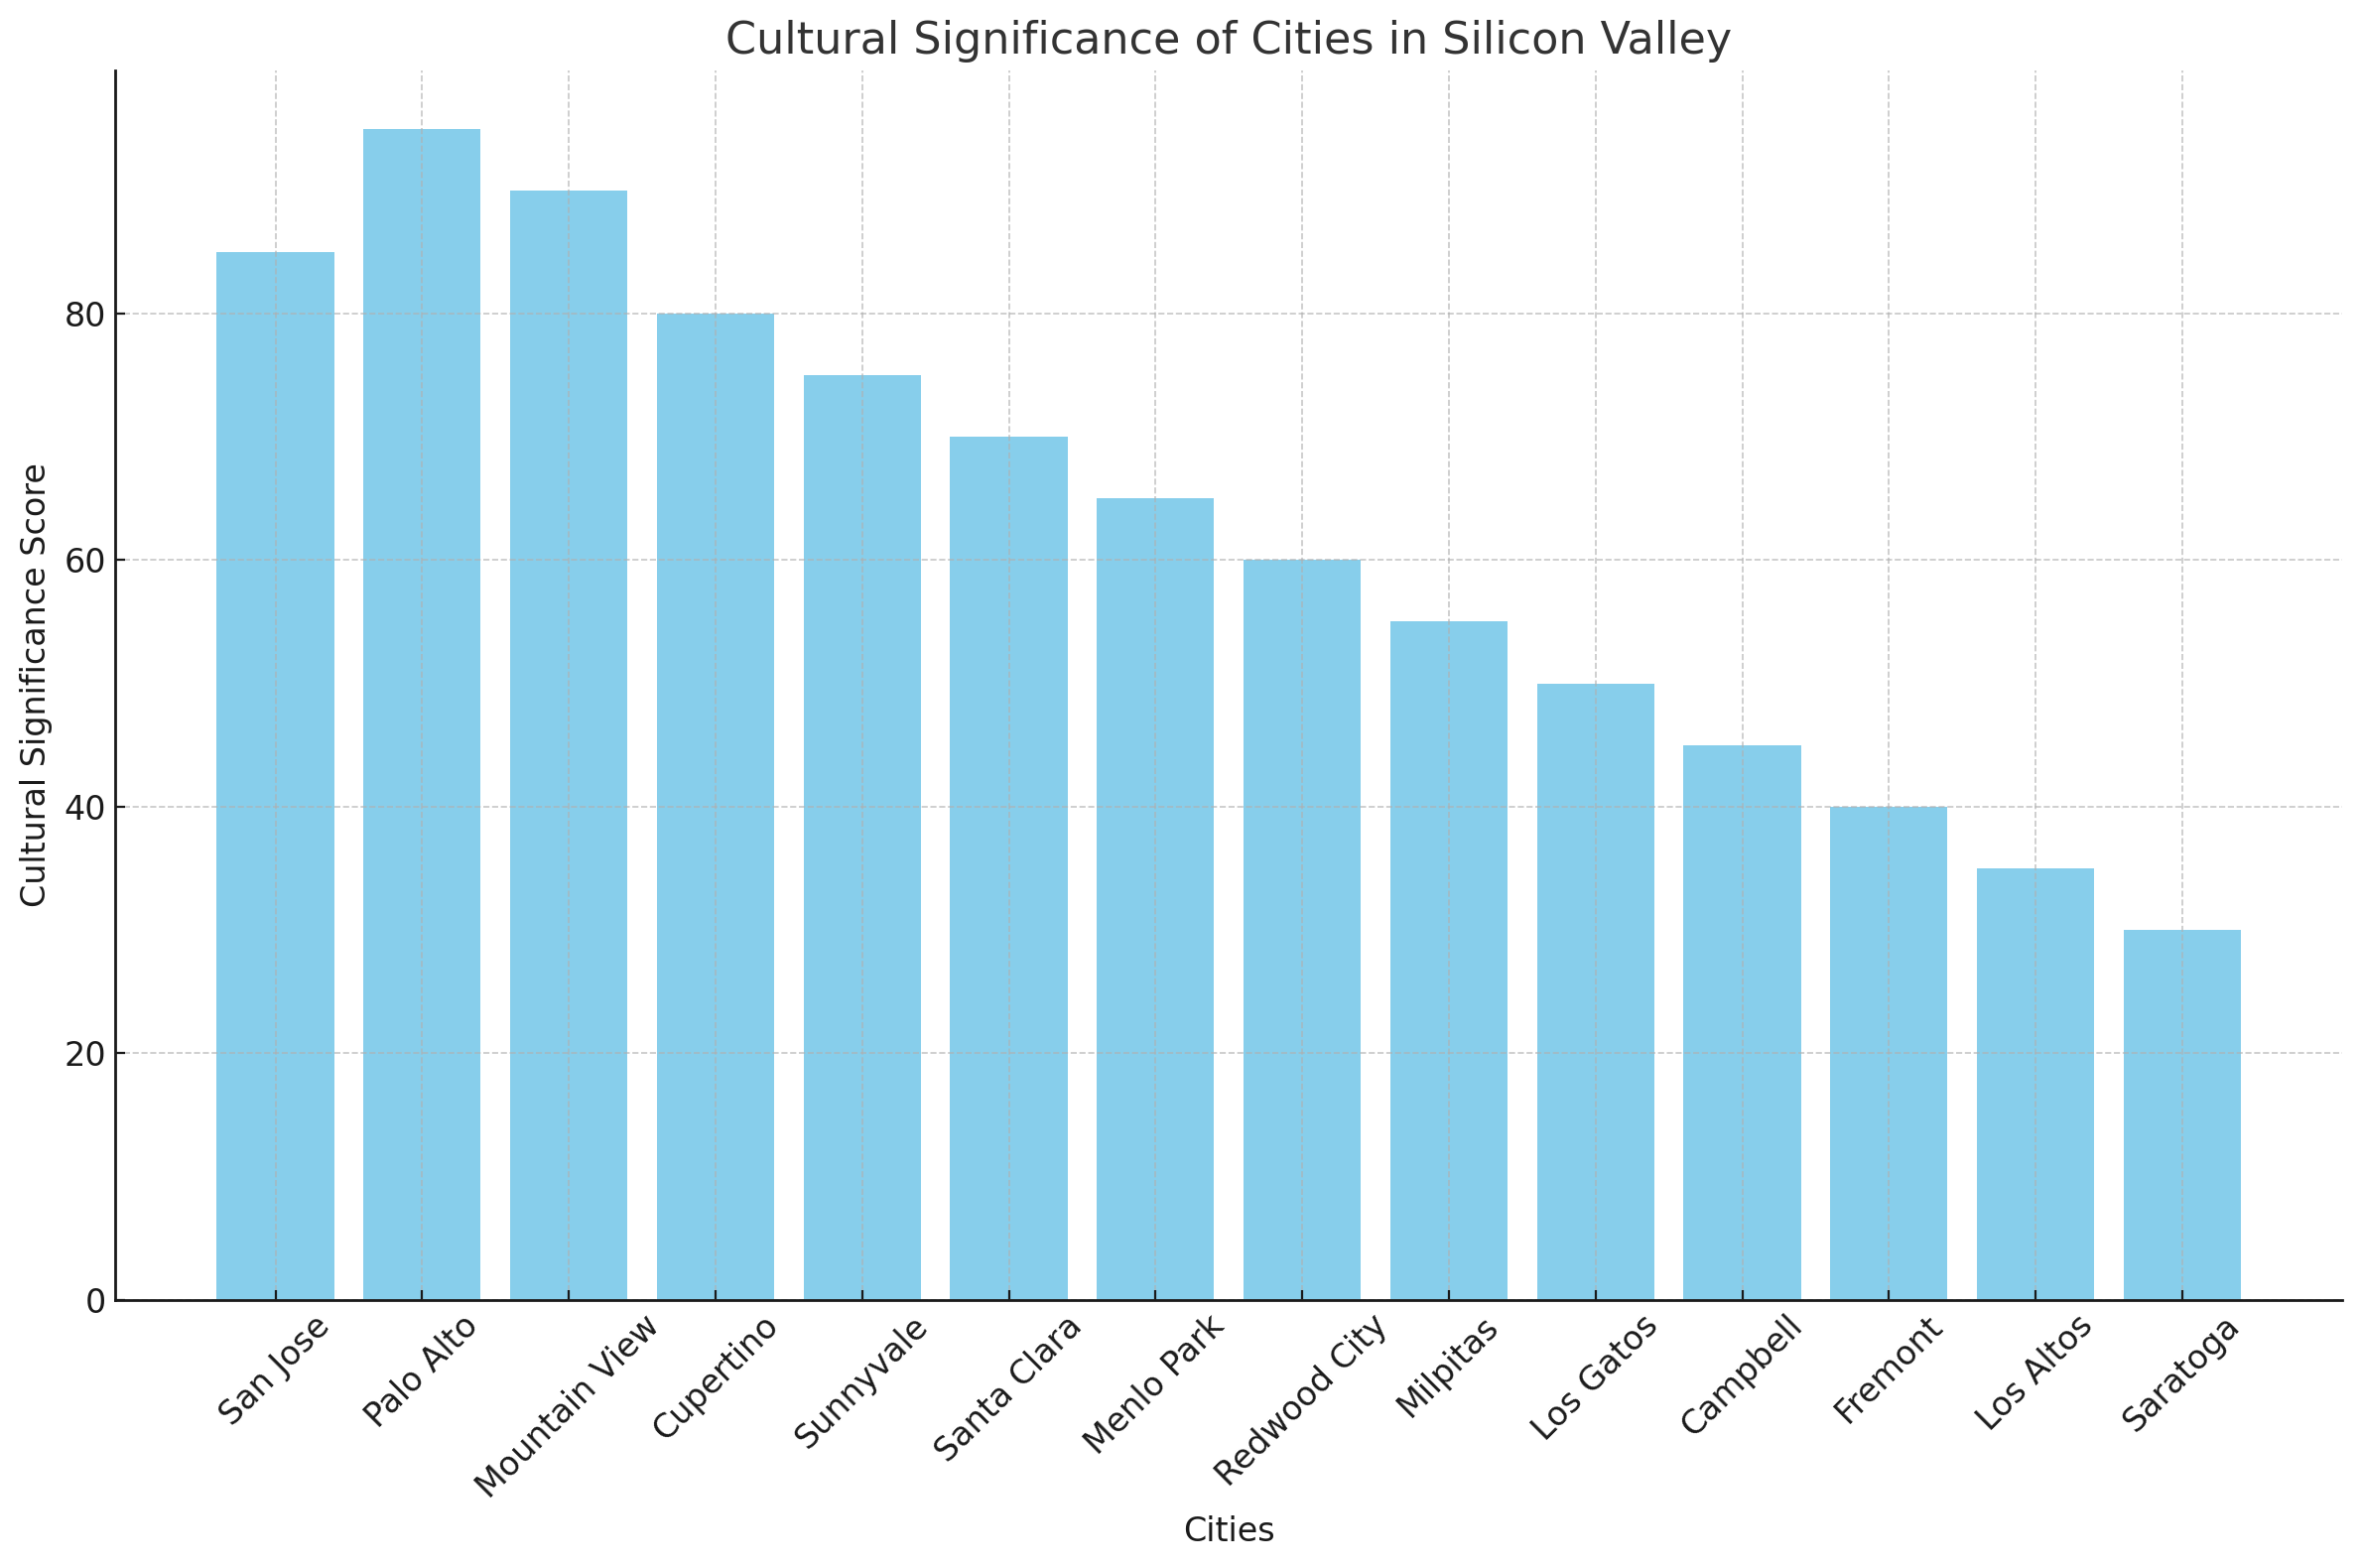 Cultural Significance of Cities in Silicon Valley
Cultural Significance Score
80
60
40
20
0
San Jose
Palo Alto
Mountain View
Cupertino
Sunnyvale
Santa Clara
Menlo Park
Redwood City
Milpitas
Los Gatos
Campbell
Fremont
Los Altos
Saratoga
Cities